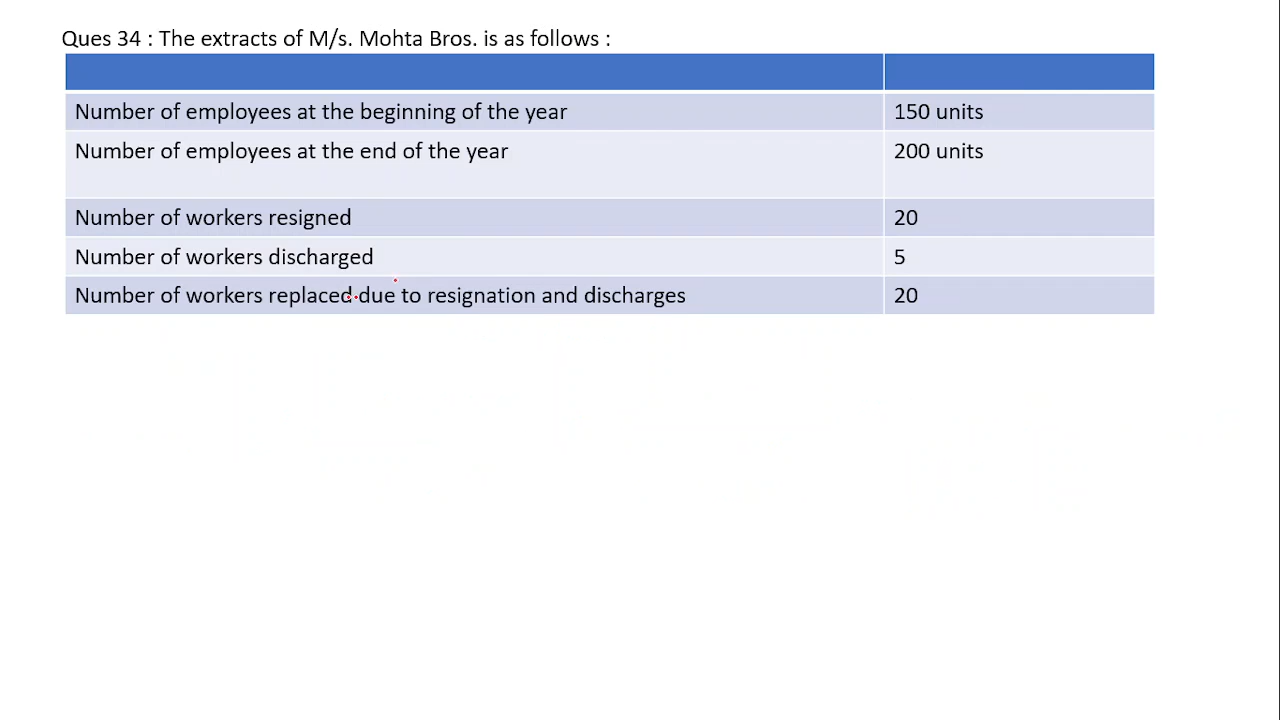 Ques 34 : The extracts of M/s. Mohta Bros. is as follows :
Number of employees at the beginning of the year 150 units
Number of employees at the end of the year 200 units
Number of workers resigned 20
Number of workers discharged 5
Number of workers replaced due to resignation and discharges 20